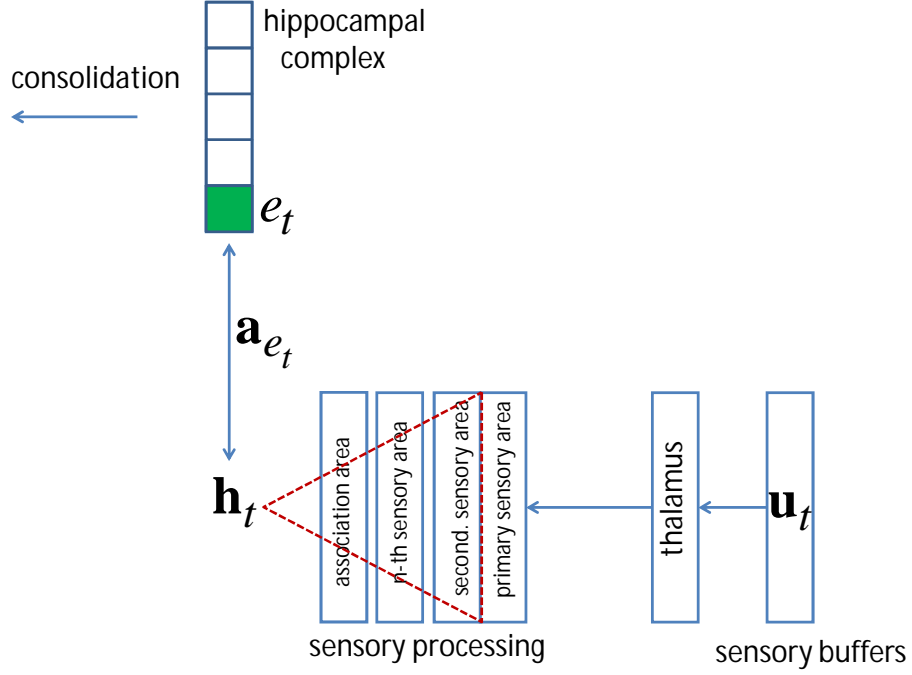 hippocampal
complex
consolidation
e_t
a_{e_t}
h_t
association area
n-th sensory area
second. sensory area
primary sensory area
thalamus
u_t
sensory processing
sensory buffers